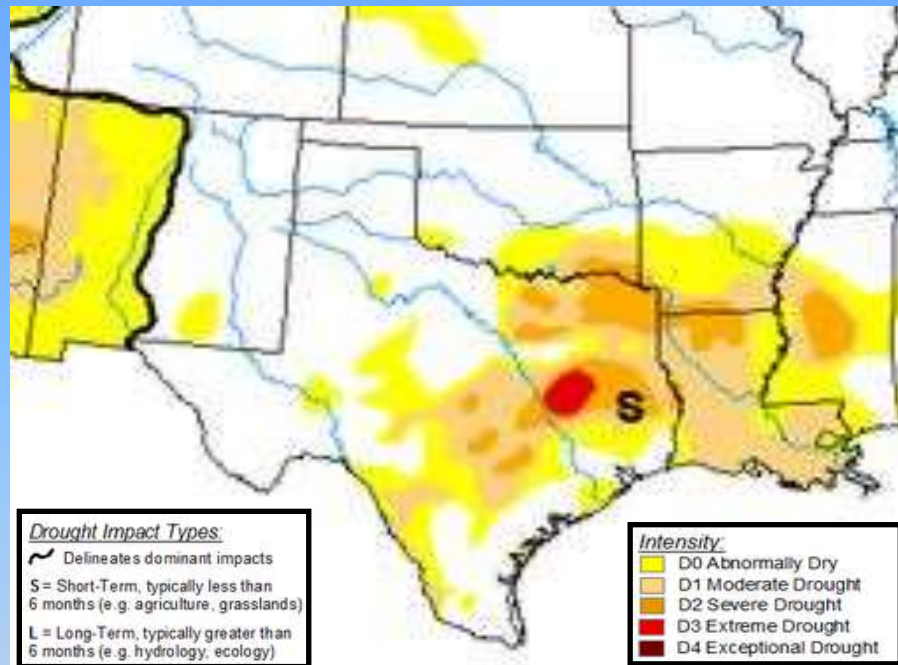 S
Drought Impact Types:
Delineates dominant impacts
S = Short-Term, typically less than
6 months (e.g. agriculture, grasslands)
L = Long-Term, typically greater than
6 months (e.g. hydrology, ecology)
Intensity:
D0 Abnormally Dry
D1 Moderate Drought
D2 Severe Drought
D3 Extreme Drought
D4 Exceptional Drought